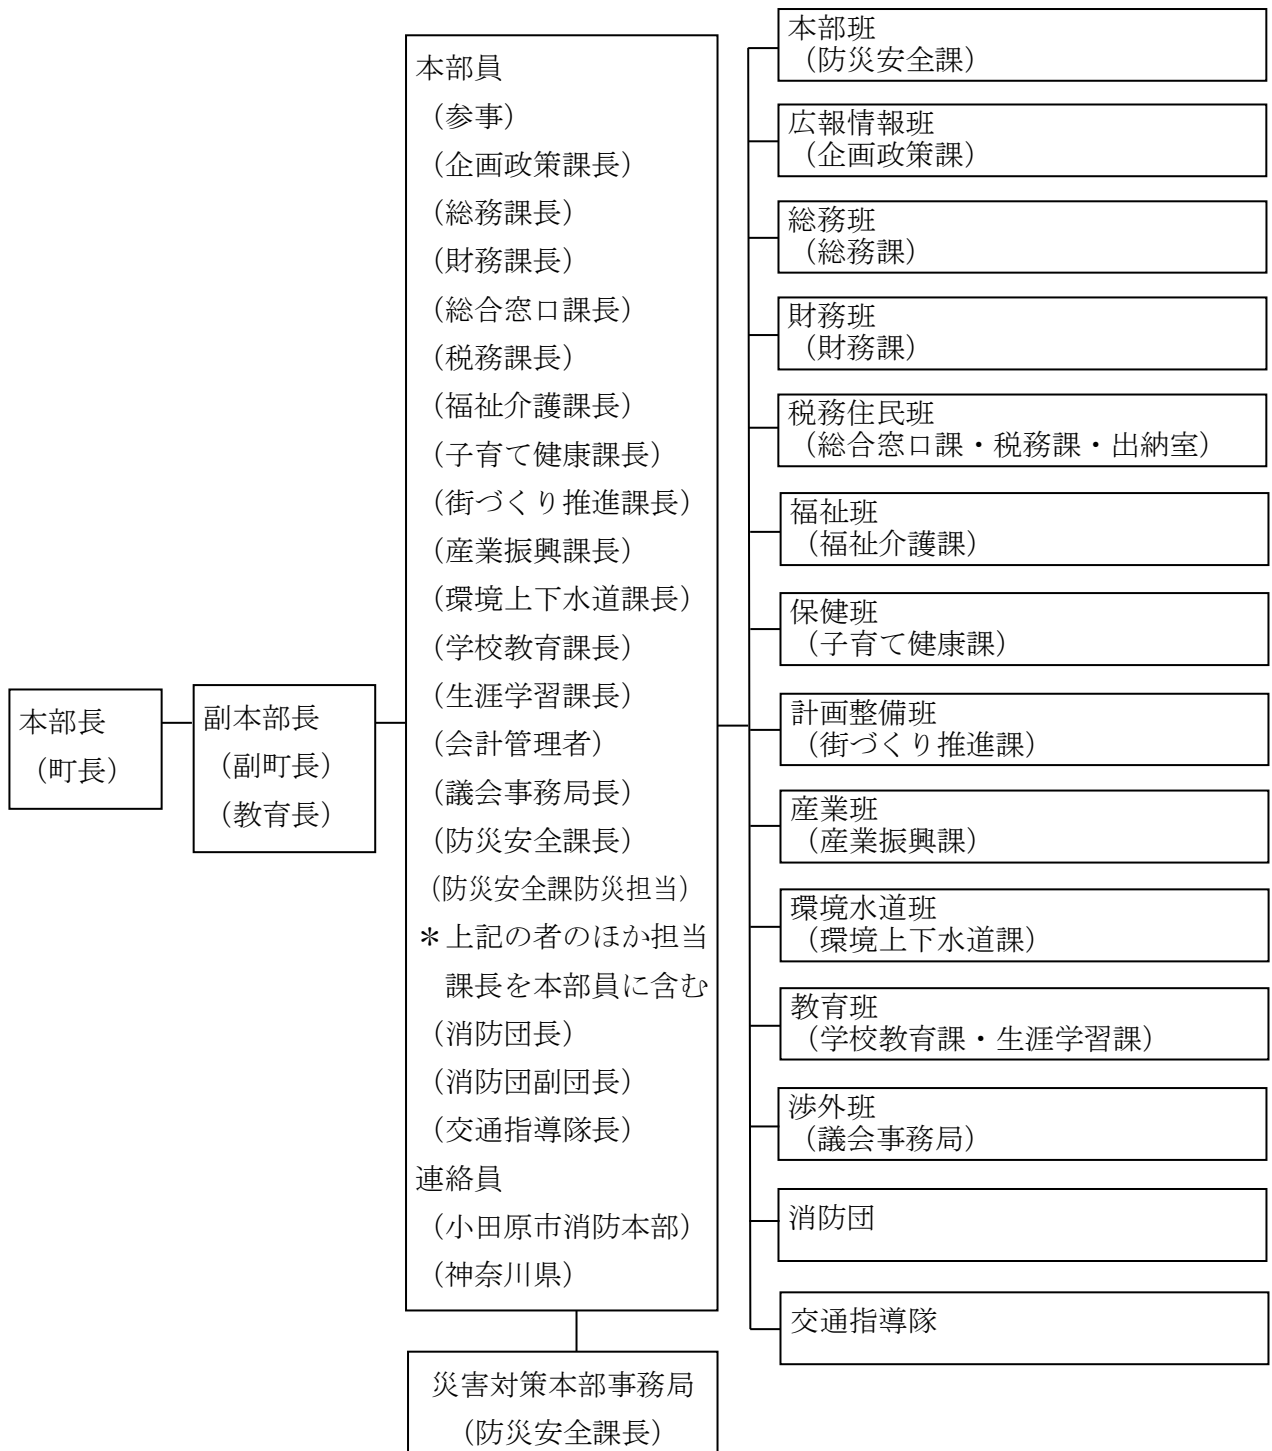 本部長
（町長）
副本部長
（副町長）
（教育長）
本部員
（参事）
（企画政策課長）
（総務課長）
（財務課長）
（総合窓口課長）
（税務課長）
（福祉介護課長）
（子育て健康課長）
（街づくり推進課長）
（産業振興課長）
（環境上下水道課長）
（学校教育課長）
（生涯学習課長）
（会計管理者）
（議会事務局長）
（防災安全課長）
（防災安全課防災担当）
＊上記の者のほか担当
課長を本部員に含む
（消防団長）
（消防団副団長）
（交通指導隊長）
連絡員
（小田原市消防本部）
（神奈川県）
災害対策本部事務局
（防災安全課長）
本部班
（防災安全課）
広報情報班
（企画政策課）
総務班
（総務課）
財務班
（財務課）
税務住民班
（総合窓口課・税務課・出納室）
福祉班
（福祉介護課）
保健班
（子育て健康課）
計画整備班
（街づくり推進課）
産業班
（産業振興課）
環境水道班
（環境上下水道課）
教育班
（学校教育課・生涯学習課）
渉外班
（議会事務局）
消防団
交通指導隊